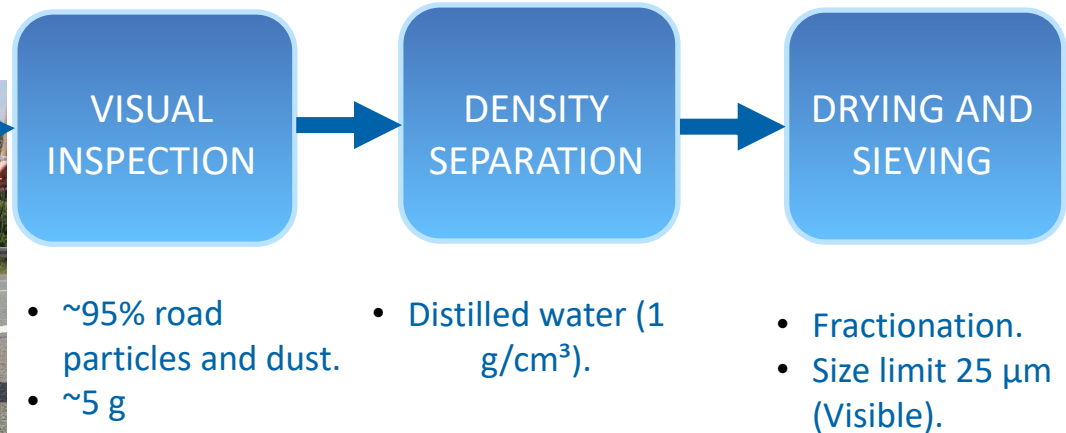 VISUAL
INSPECTION
DENSITY
SEPARATION
DRYING AND
SIEVING
• ~95% road
particles and dust.
• ~5 g
• Distilled water (1
g/cm³).
• Fractionation.
• Size limit 25 µm
(Visible).